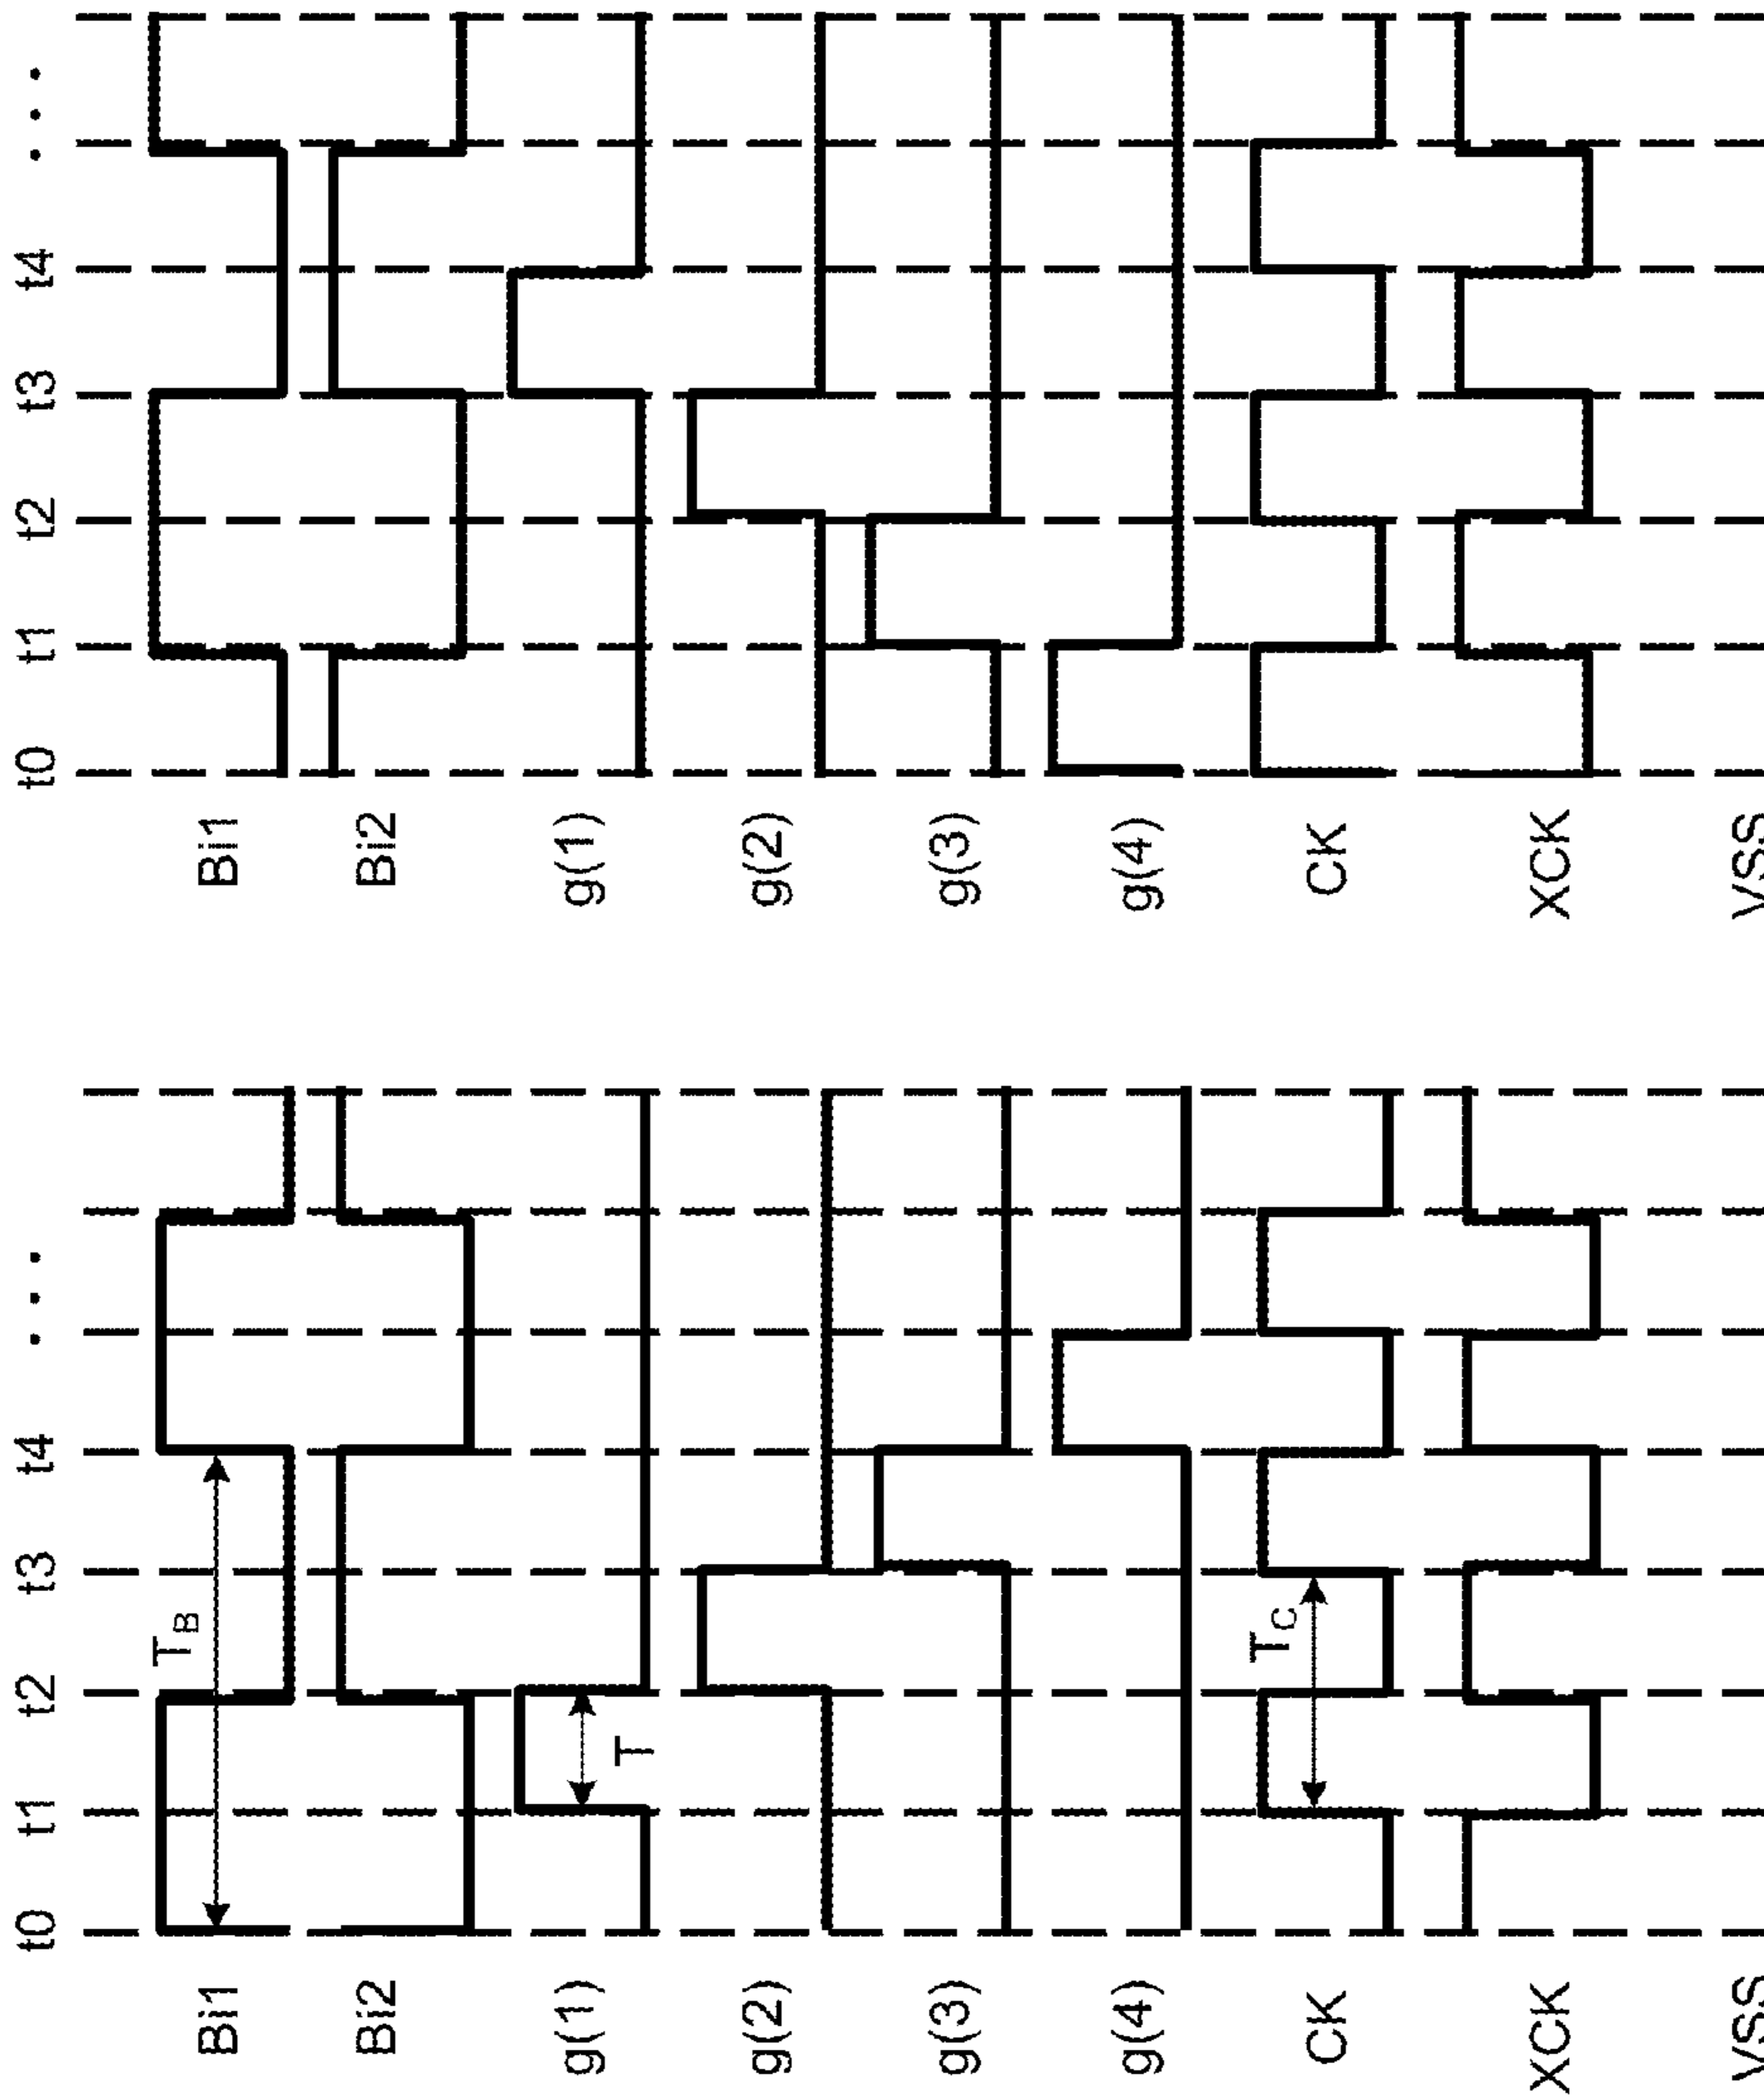 t0 t1 t2 t3 t4 . . .
Bi1
T_B
Bi2
g(1)
T
g(2)
g(3)
g(4)
CK
T_C
XCK
VSS
t0 t1 t2 t3 t4 . . .
Bi1
Bi2
g(1)
g(2)
g(3)
g(4)
CK
XCK
VSS